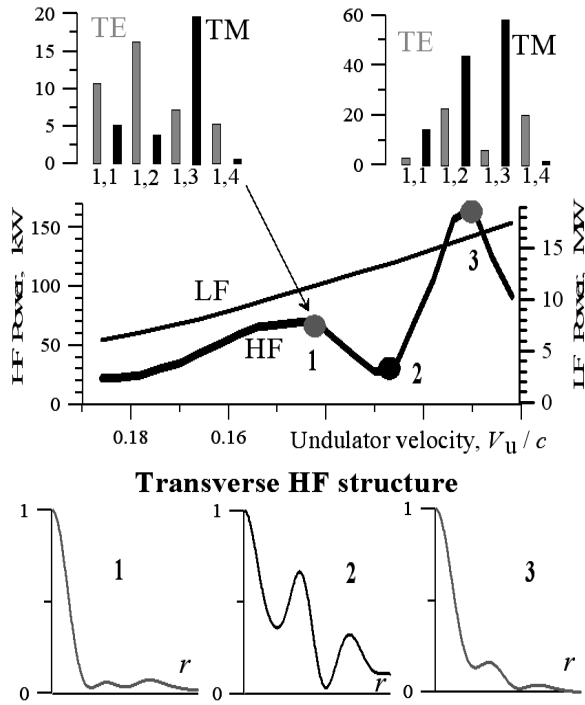 20
TE
TM
15
10
5
0
1,1 1,2 1,3 1,4
60
TE
TM
40
20
0
1,1 1,2 1,3 1,4
HF Power, kW
150
100
50
0
LF
HF
1
2
3
15
10
5
0
LF Power, MW
0.18 0.16 Undulator velocity, Vu / c
Transverse HF structure
1
0
1
r
1
0
2
r
1
0
3
r